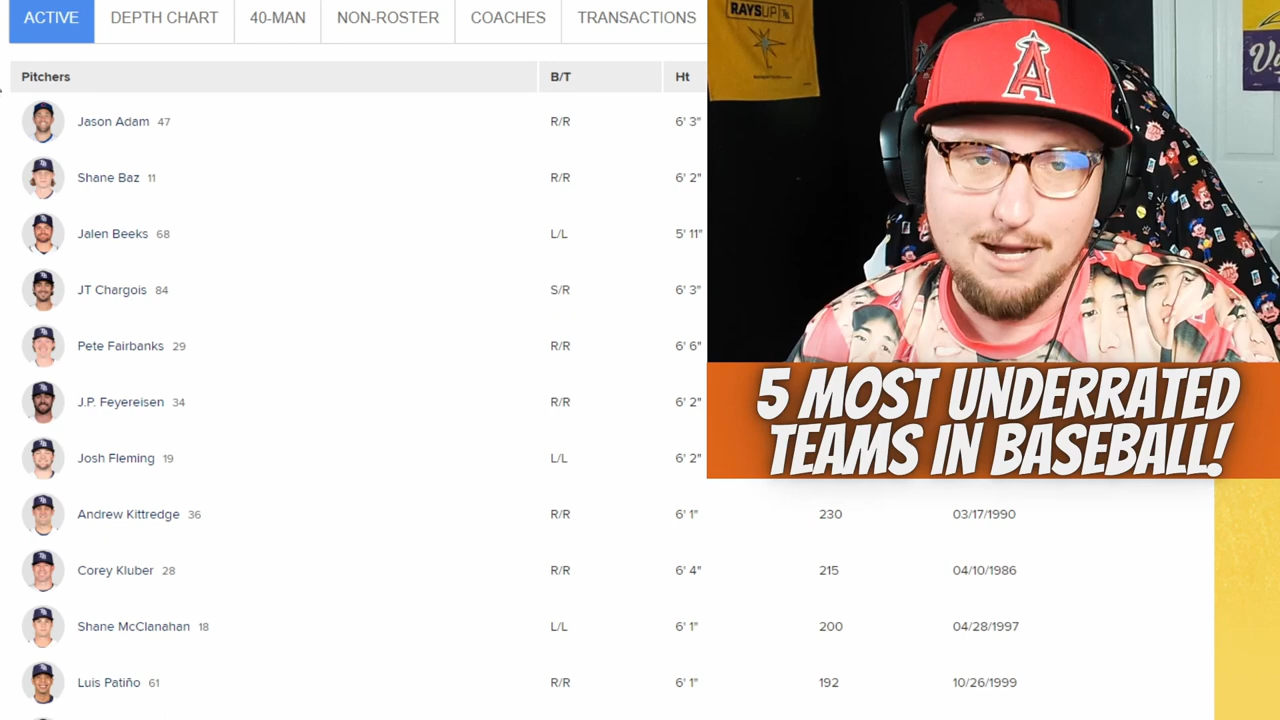 ACTIVE DEPTH CHART 40-MAN NON-ROSTER COACHES TRANSACTIONS
RAYS UP
Pitchers B/T Ht
Jason Adam 47 R/R 6' 3"
Shane Baz 11 R/R 6' 2"
Jalen Beeks 68 L/L 5' 11"
JT Chargois 84 S/R 6' 3"
Pete Fairbanks 29 R/R 6' 6"
J.P. Feyereisen 34 R/R 6' 2"
Josh Fleming 19 L/L 6' 2"
Andrew Kittredge 36 R/R 6' 1" 230 03/17/1990
Corey Kluber 28 R/R 6' 4" 215 04/10/1986
Shane McClanahan 18 L/L 6' 1" 200 04/28/1997
Luis Patiño 61 R/R 6' 1" 192 10/26/1999
A
5 MOST UNDERRATED
TEAMS IN BASEBALL!